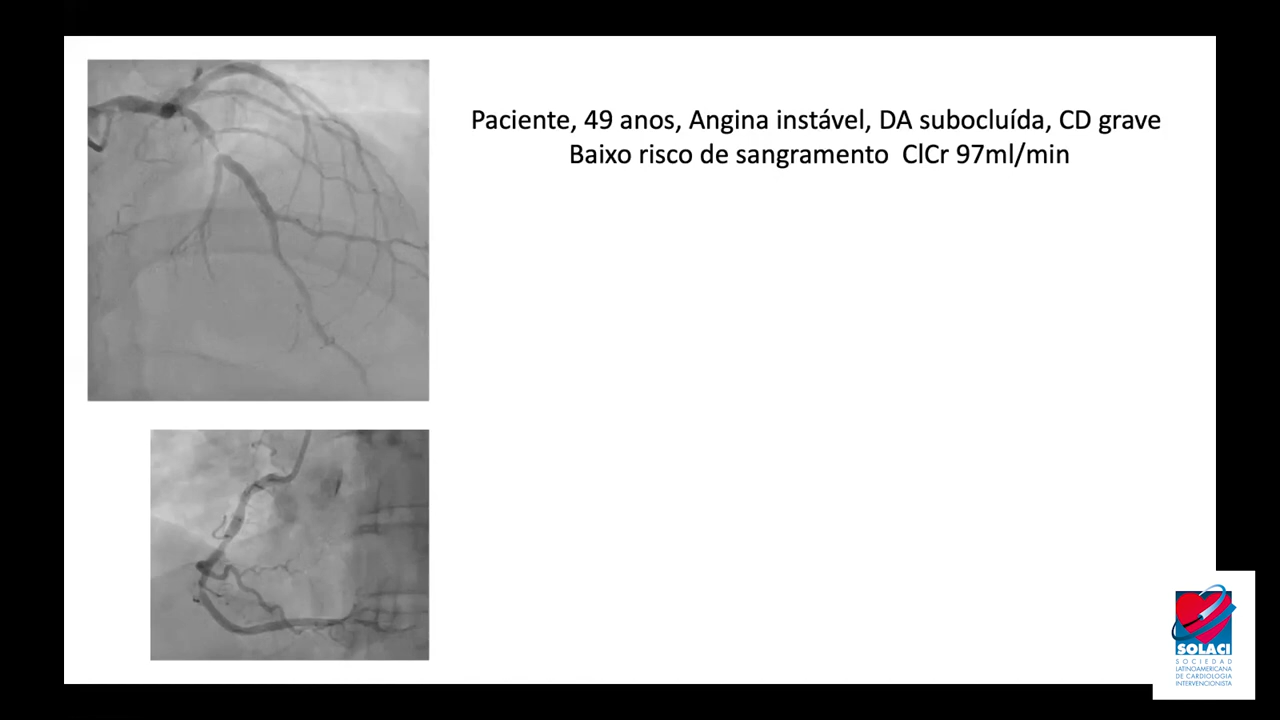 Paciente, 49 anos, Angina instável, DA subocluída, CD grave
Baixo risco de sangramento  ClCr 97ml/min
SOLACI
SOCIEDAD
LATINOAMERICANA
DE CARDIOLOGIA
INTERVENCIONISTA